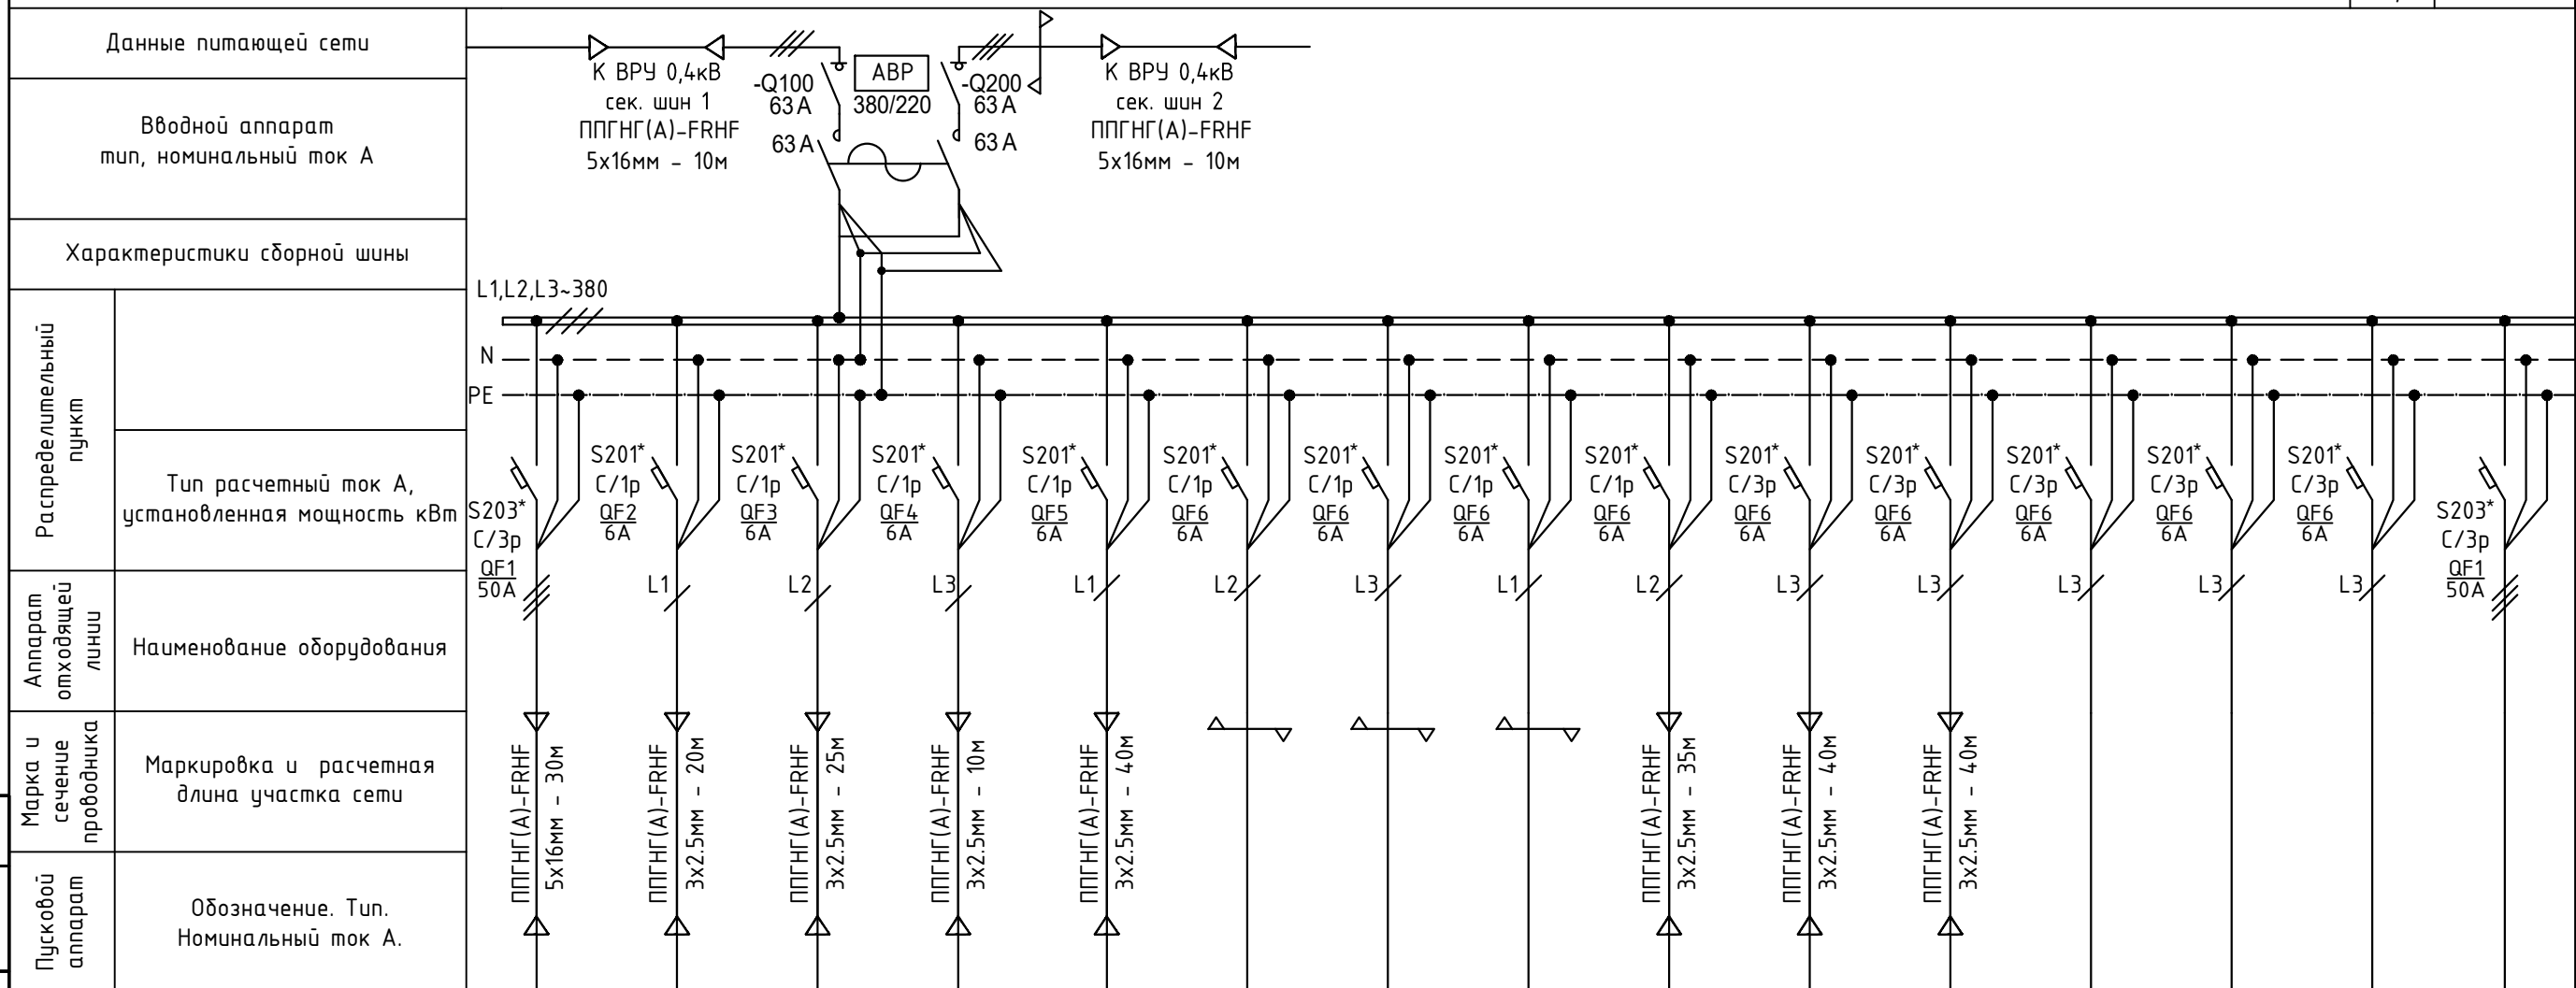 Данные питающей сети
Вводной аппарат
тип, номинальный ток А
Характеристики сборной шины
Распределительный
пункт
Тип расчетный ток А,
установленная мощность кВт
Аппарат
отходящей
линии
Наименование оборудования
Марка и
сечение
проводника
Маркировка и расчетная
длина участка сети
Пусковой
аппарат
Обозначение. Тип.
Номинальный ток А.
К ВРУ 0,4кВ
сек. шин 1
ППГНГ(А)-FRHF
5х16мм - 10м
-Q100
63А
63А
АВР
380/220
-Q200
63А
63А
К ВРУ 0,4кВ
сек. шин 2
ППГНГ(А)-FRHF
5х16мм - 10м
L1,L2,L3~380
N
PE
S203*
C/3p
QF1
50A
S201*
C/1p
QF2
6A
L1
S201*
C/1p
QF3
6A
L2
S201*
C/1p
QF4
6A
L3
S201*
C/1p
QF5
6A
L1
S201*
C/1p
QF6
6A
L2
S201*
C/1p
QF6
6A
L3
S201*
C/1p
QF6
6A
L1
S201*
C/1p
QF6
6A
L2
S201*
C/3p
QF6
6A
L3
S201*
C/3p
QF6
6A
L3
S201*
C/3p
QF6
6A
L3
S201*
C/3p
QF6
6A
L3
S201*
C/3p
QF6
6A
L3
S203*
C/3p
QF1
50A
ППГНГ(А)-FRHF
5х16мм - 30м
ППГНГ(А)-FRHF
3х2.5мм - 20м
ППГНГ(А)-FRHF
3х2.5мм - 25м
ППГНГ(А)-FRHF
3х2.5мм - 10м
ППГНГ(А)-FRHF
3х2.5мм - 40м
ППГНГ(А)-FRHF
3х2.5мм - 35м
ППГНГ(А)-FRHF
3х2.5мм - 40м
ППГНГ(А)-FRHF
3х2.5мм - 40м